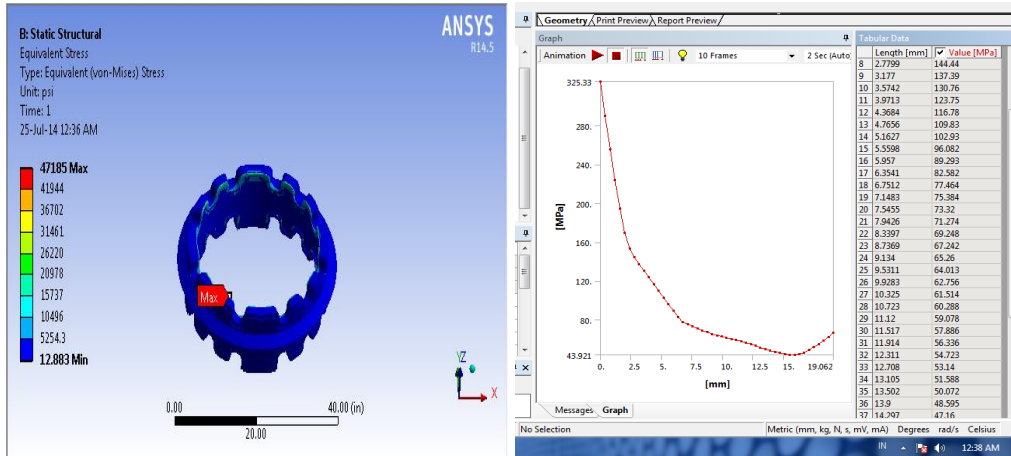 B: Static Structural
Equivalent Stress
Type: Equivalent (von-Mises) Stress
Unit: psi
Time: 1
25-Jul-14 12:36 AM
ANSYS
R14.5
47185 Max
41944
36702
31461
26220
20978
15737
10496
5254.3
12.883 Min
Max
YZ
X
0.00 40.00 (in)
20.00
Geometry Print Preview Report Preview
Graph
Animation 10 Frames 2 Sec (Auto
325.33
280.
240.
200.
160.
120.
80.
43.921
[MPa]
0. 2.5 5. 7.5 10. 12.5 15. 19.062
[mm]
Messages Graph
Tabular Data
Length [mm] Value [MPa]
8 2.7799 144.44
9 3.177 137.39
10 3.5742 130.76
11 3.9713 123.75
12 4.3684 116.78
13 4.7656 109.83
14 5.1627 102.93
15 5.5598 96.082
16 5.957 89.293
17 6.3541 82.582
18 6.7512 77.464
19 7.1483 75.384
20 7.5455 73.32
21 7.9426 71.274
22 8.3397 69.248
23 8.7369 67.242
24 9.134 65.26
25 9.5311 64.013
26 9.9283 62.756
27 10.325 61.514
28 10.723 60.288
29 11.12 59.078
30 11.517 57.886
31 11.914 56.336
32 12.311 54.723
33 12.708 53.14
34 13.105 51.588
35 13.502 50.072
36 13.9 48.595
37 14.297 47.16
No Selection Metric (mm, kg, N, s, mV, mA) Degrees rad/s Celsius
IN 12:38 AM